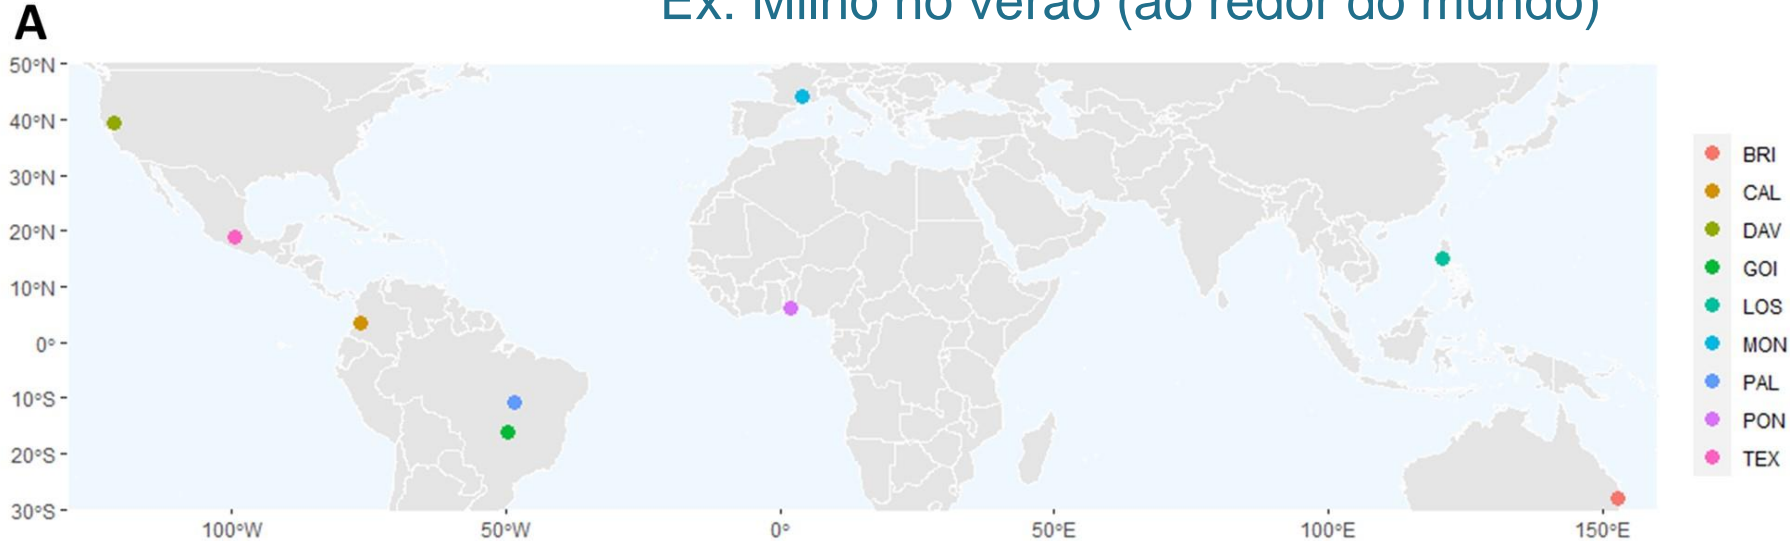 Ex. Milho no verão (ao redor do mundo)
A
50°N
40°N
30°N
20°N
10°N
0°
10°S
20°S
30°S
100°W
50°W
0°
50°E
100°E
150°E
BRI
CAL
DAV
GOI
LOS
MON
PAL
PON
TEX